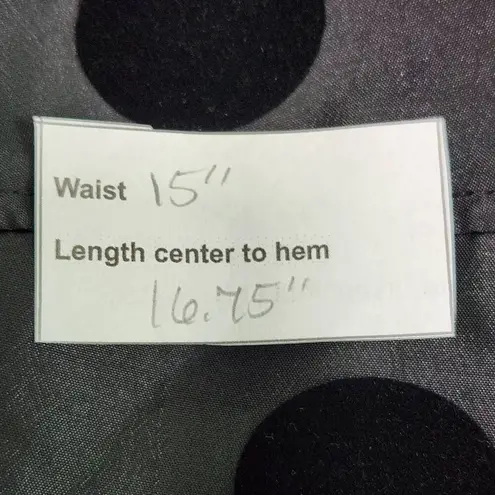 Waist 15"
Length center to hem
16.75"